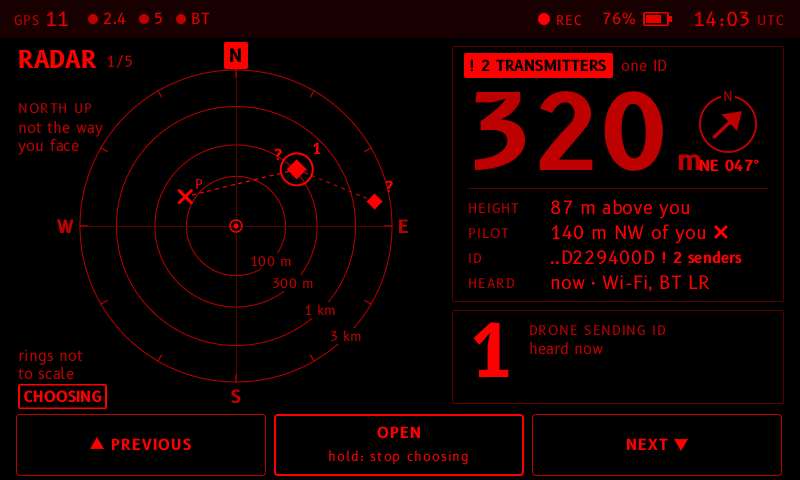 GPS 11 2.4 5 BT REC 76% 14:03 UTC
RADAR 1/5
N
NORTH UP
not the way
you face
? 1
P ?
W E
100 m
300 m
1 km
3 km
S
rings not
to scale
CHOOSING
! 2 TRANSMITTERS one ID
320 m
N
NE 047°
HEIGHT 87 m above you
PILOT 140 m NW of you
ID ..D229400D ! 2 senders
HEARD now · Wi-Fi, BT LR
1 DRONE SENDING ID
heard now
▲ PREVIOUS
OPEN
hold: stop choosing
NEXT ▼